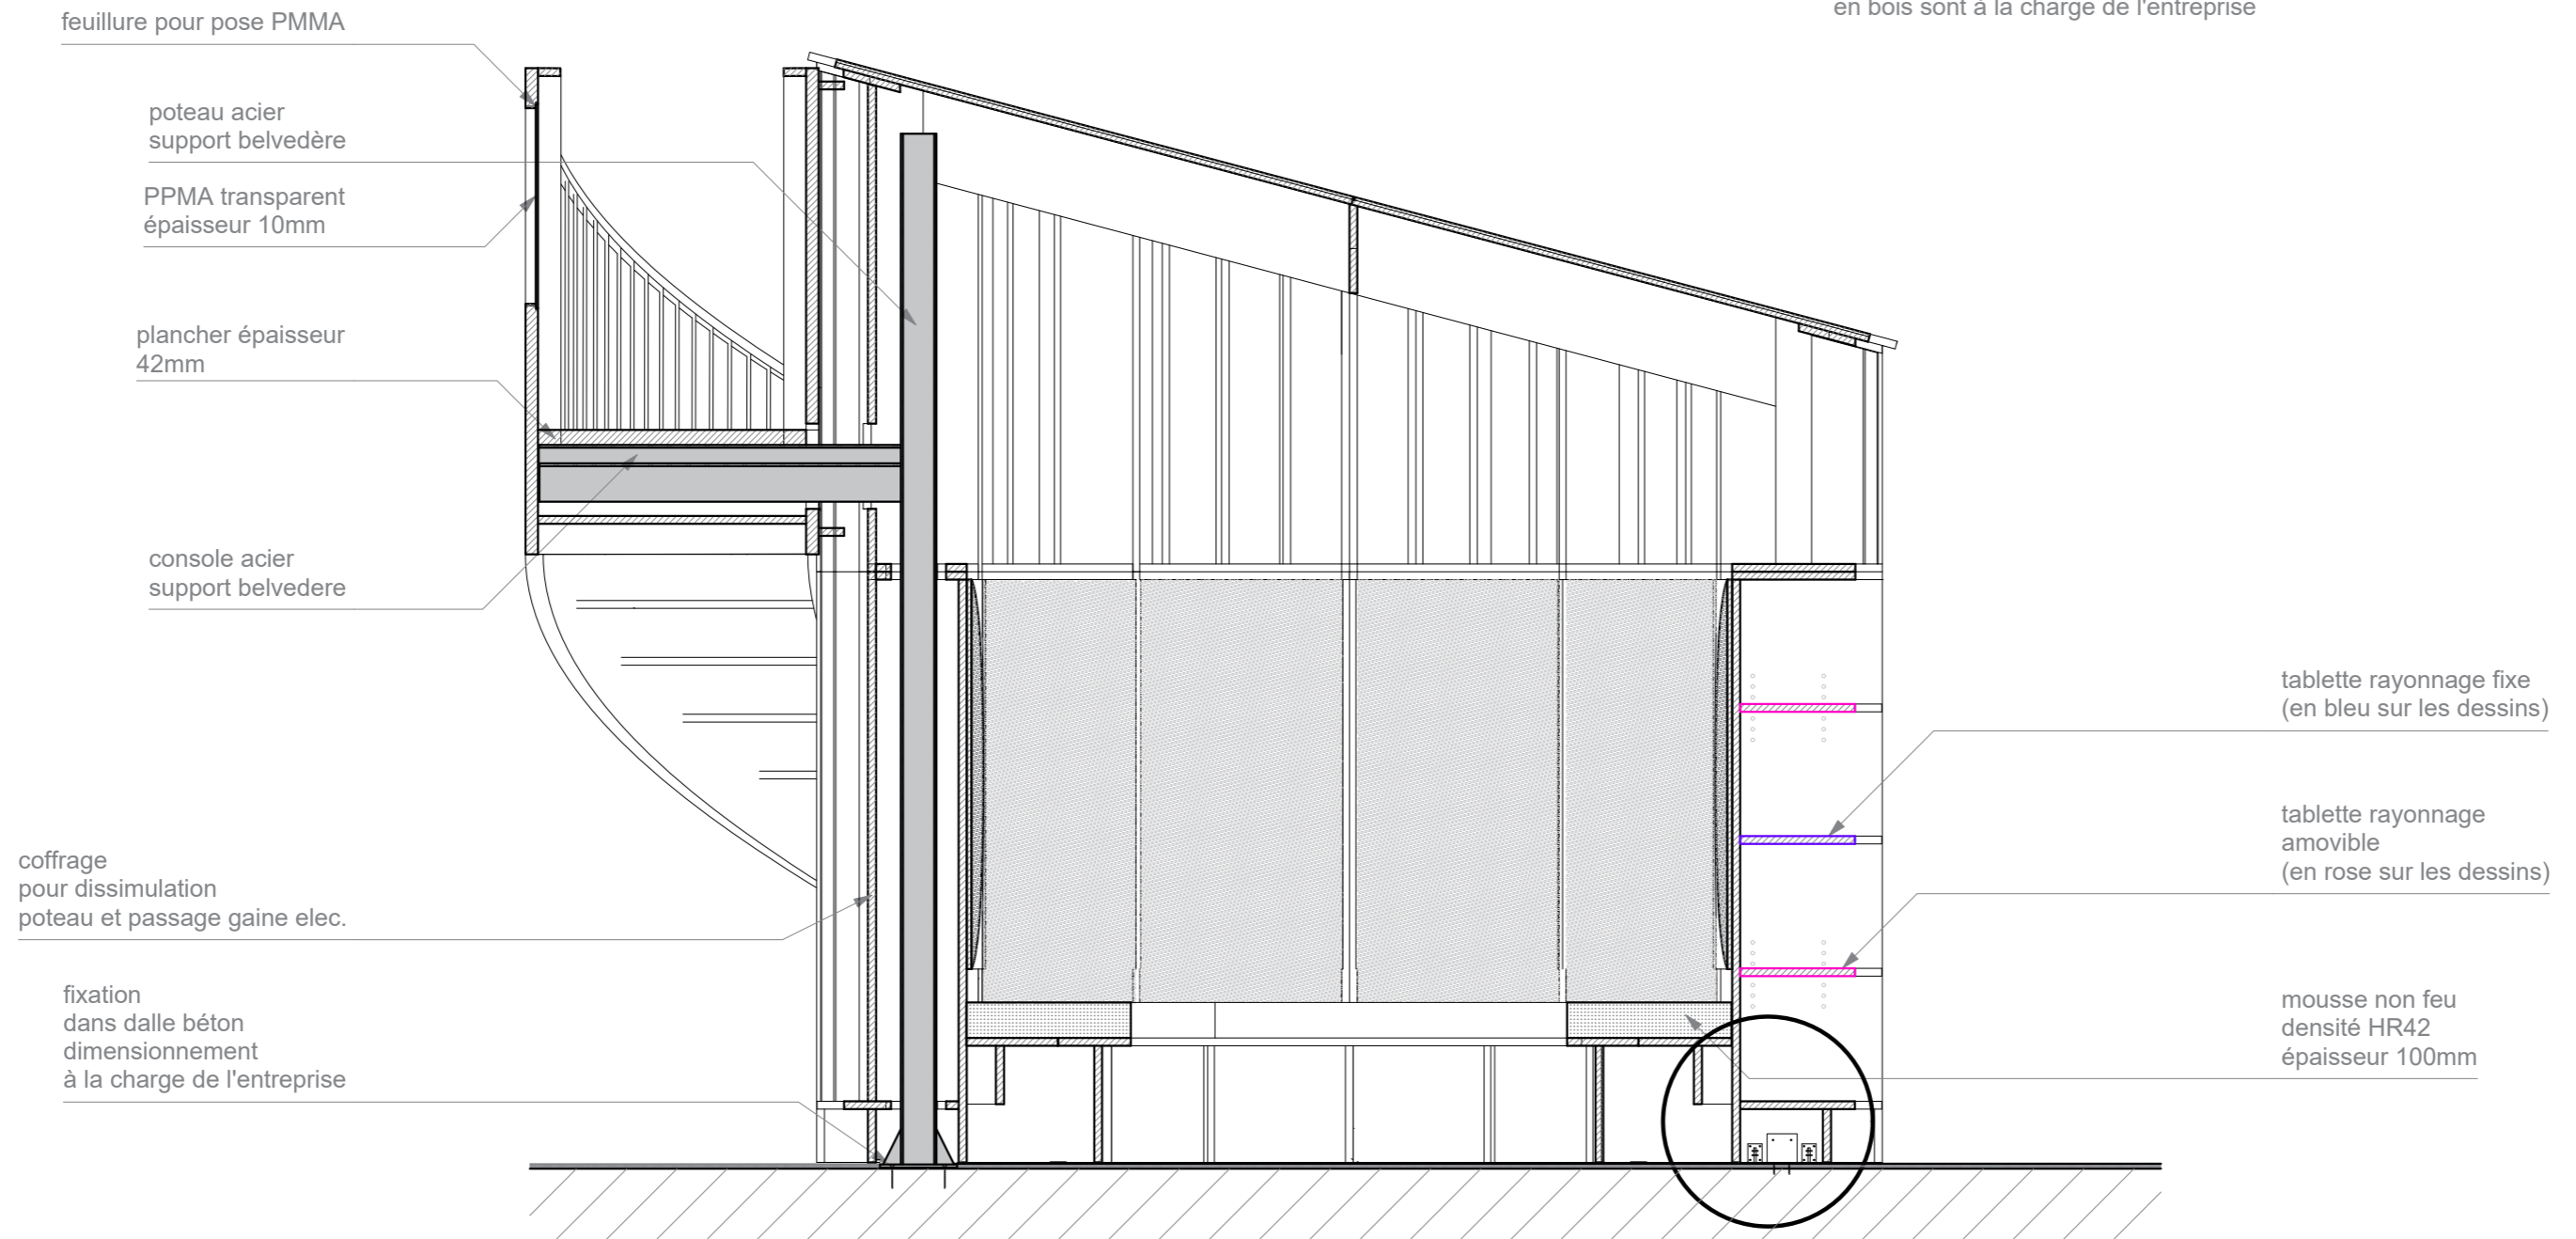 en bois sont à la charge de l'entreprise
feuillure pour pose PMMA
poteau acier
support belvedère
PPMA transparent
épaisseur 10mm
plancher épaisseur
42mm
console acier
support belvedere
coffrage
pour dissimulation
poteau et passage gaine elec.
fixation
dans dalle béton
dimensionnement
à la charge de l'entreprise
tablette rayonnage fixe
(en bleu sur les dessins)
tablette rayonnage
amovible
(en rose sur les dessins)
mousse non feu
densité HR42
épaisseur 100mm